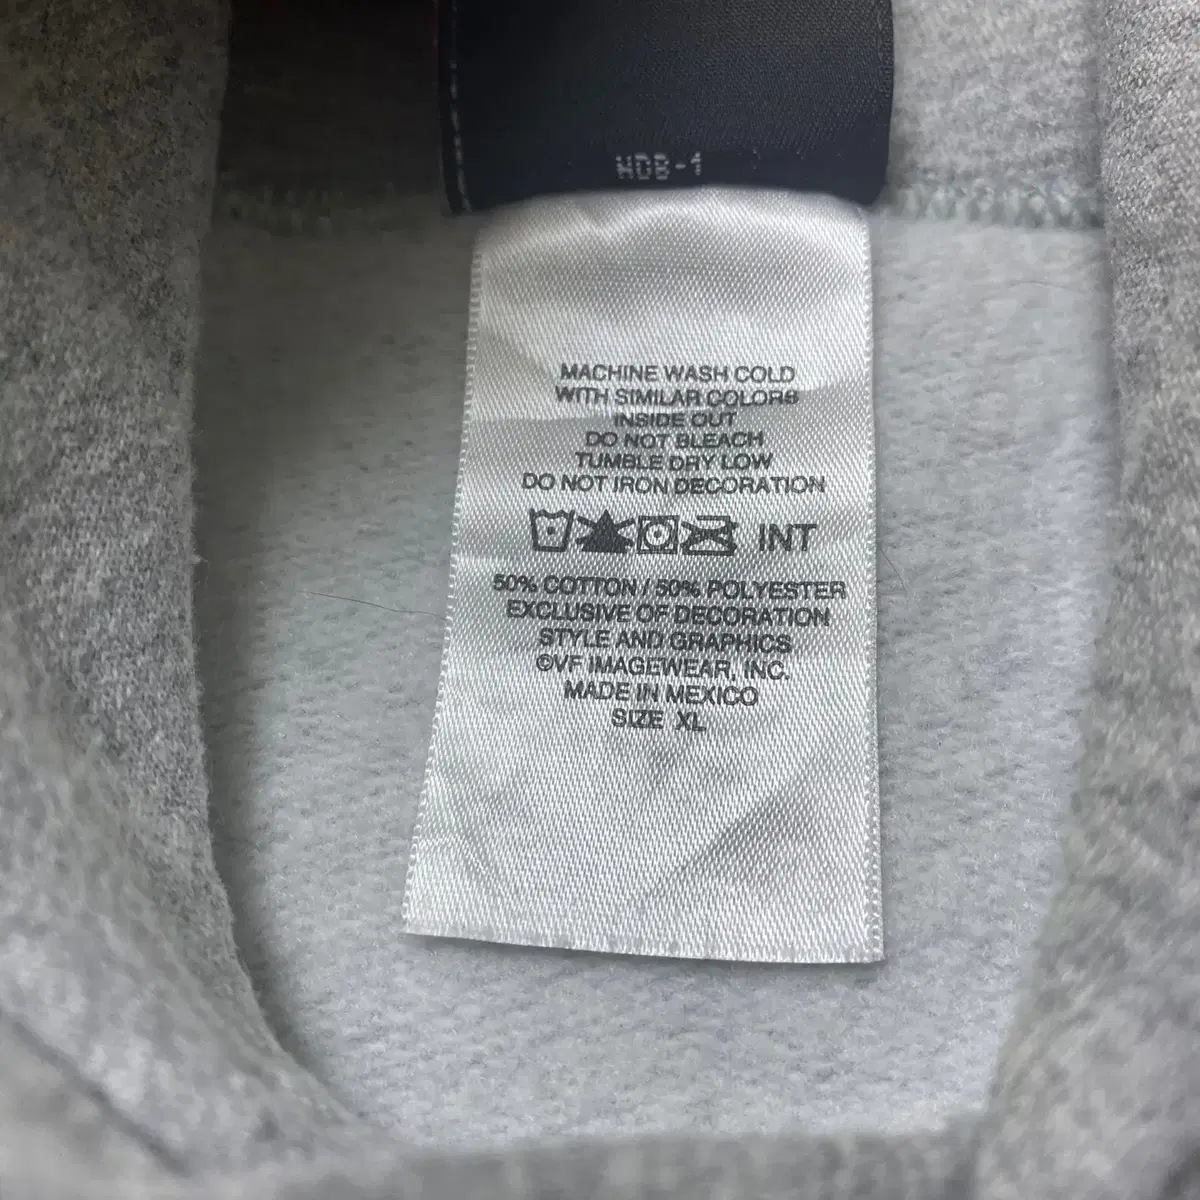 HDB-1
MACHINE WASH COLD
WITH SIMILAR COLORS
INSIDE OUT
DO NOT BLEACH
TUMBLE DRY LOW
DO NOT IRON DECORATION
INT
50% COTTON / 50% POLYESTER
EXCLUSIVE OF DECORATION
STYLE AND GRAPHICS
©VF IMAGEWEAR, INC.
MADE IN MEXICO
SIZE XL